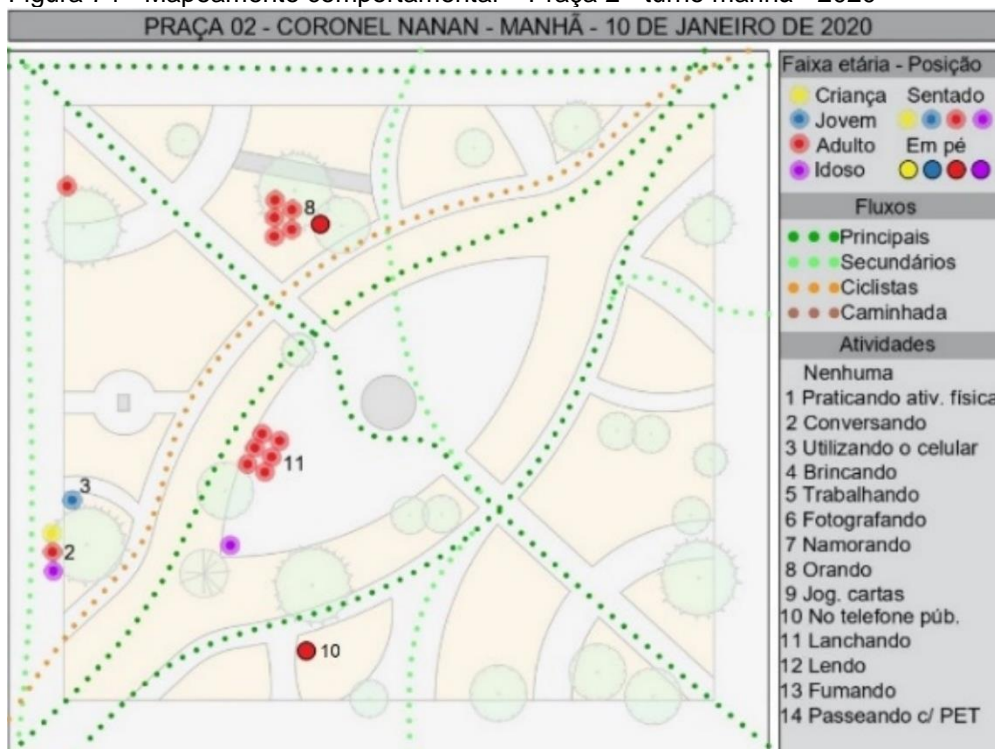 PRAÇA 02 - CORONEL NANAN - MANHÃ - 10 DE JANEIRO DE 2020
8
3
2
11
10
Faixa etária - Posição
Criança Sentado
Jovem
Adulto Em pé
Idoso
Fluxos
Principais
Secundários
Ciclistas
Caminhada
Atividades
Nenhuma
1 Praticando ativ. física
2 Conversando
3 Utilizando o celular
4 Brincando
5 Trabalhando
6 Fotografando
7 Namorando
8 Orando
9 Jog. cartas
10 No telefone púb.
11 Lanchando
12 Lendo
13 Fumando
14 Passeando c/ PET